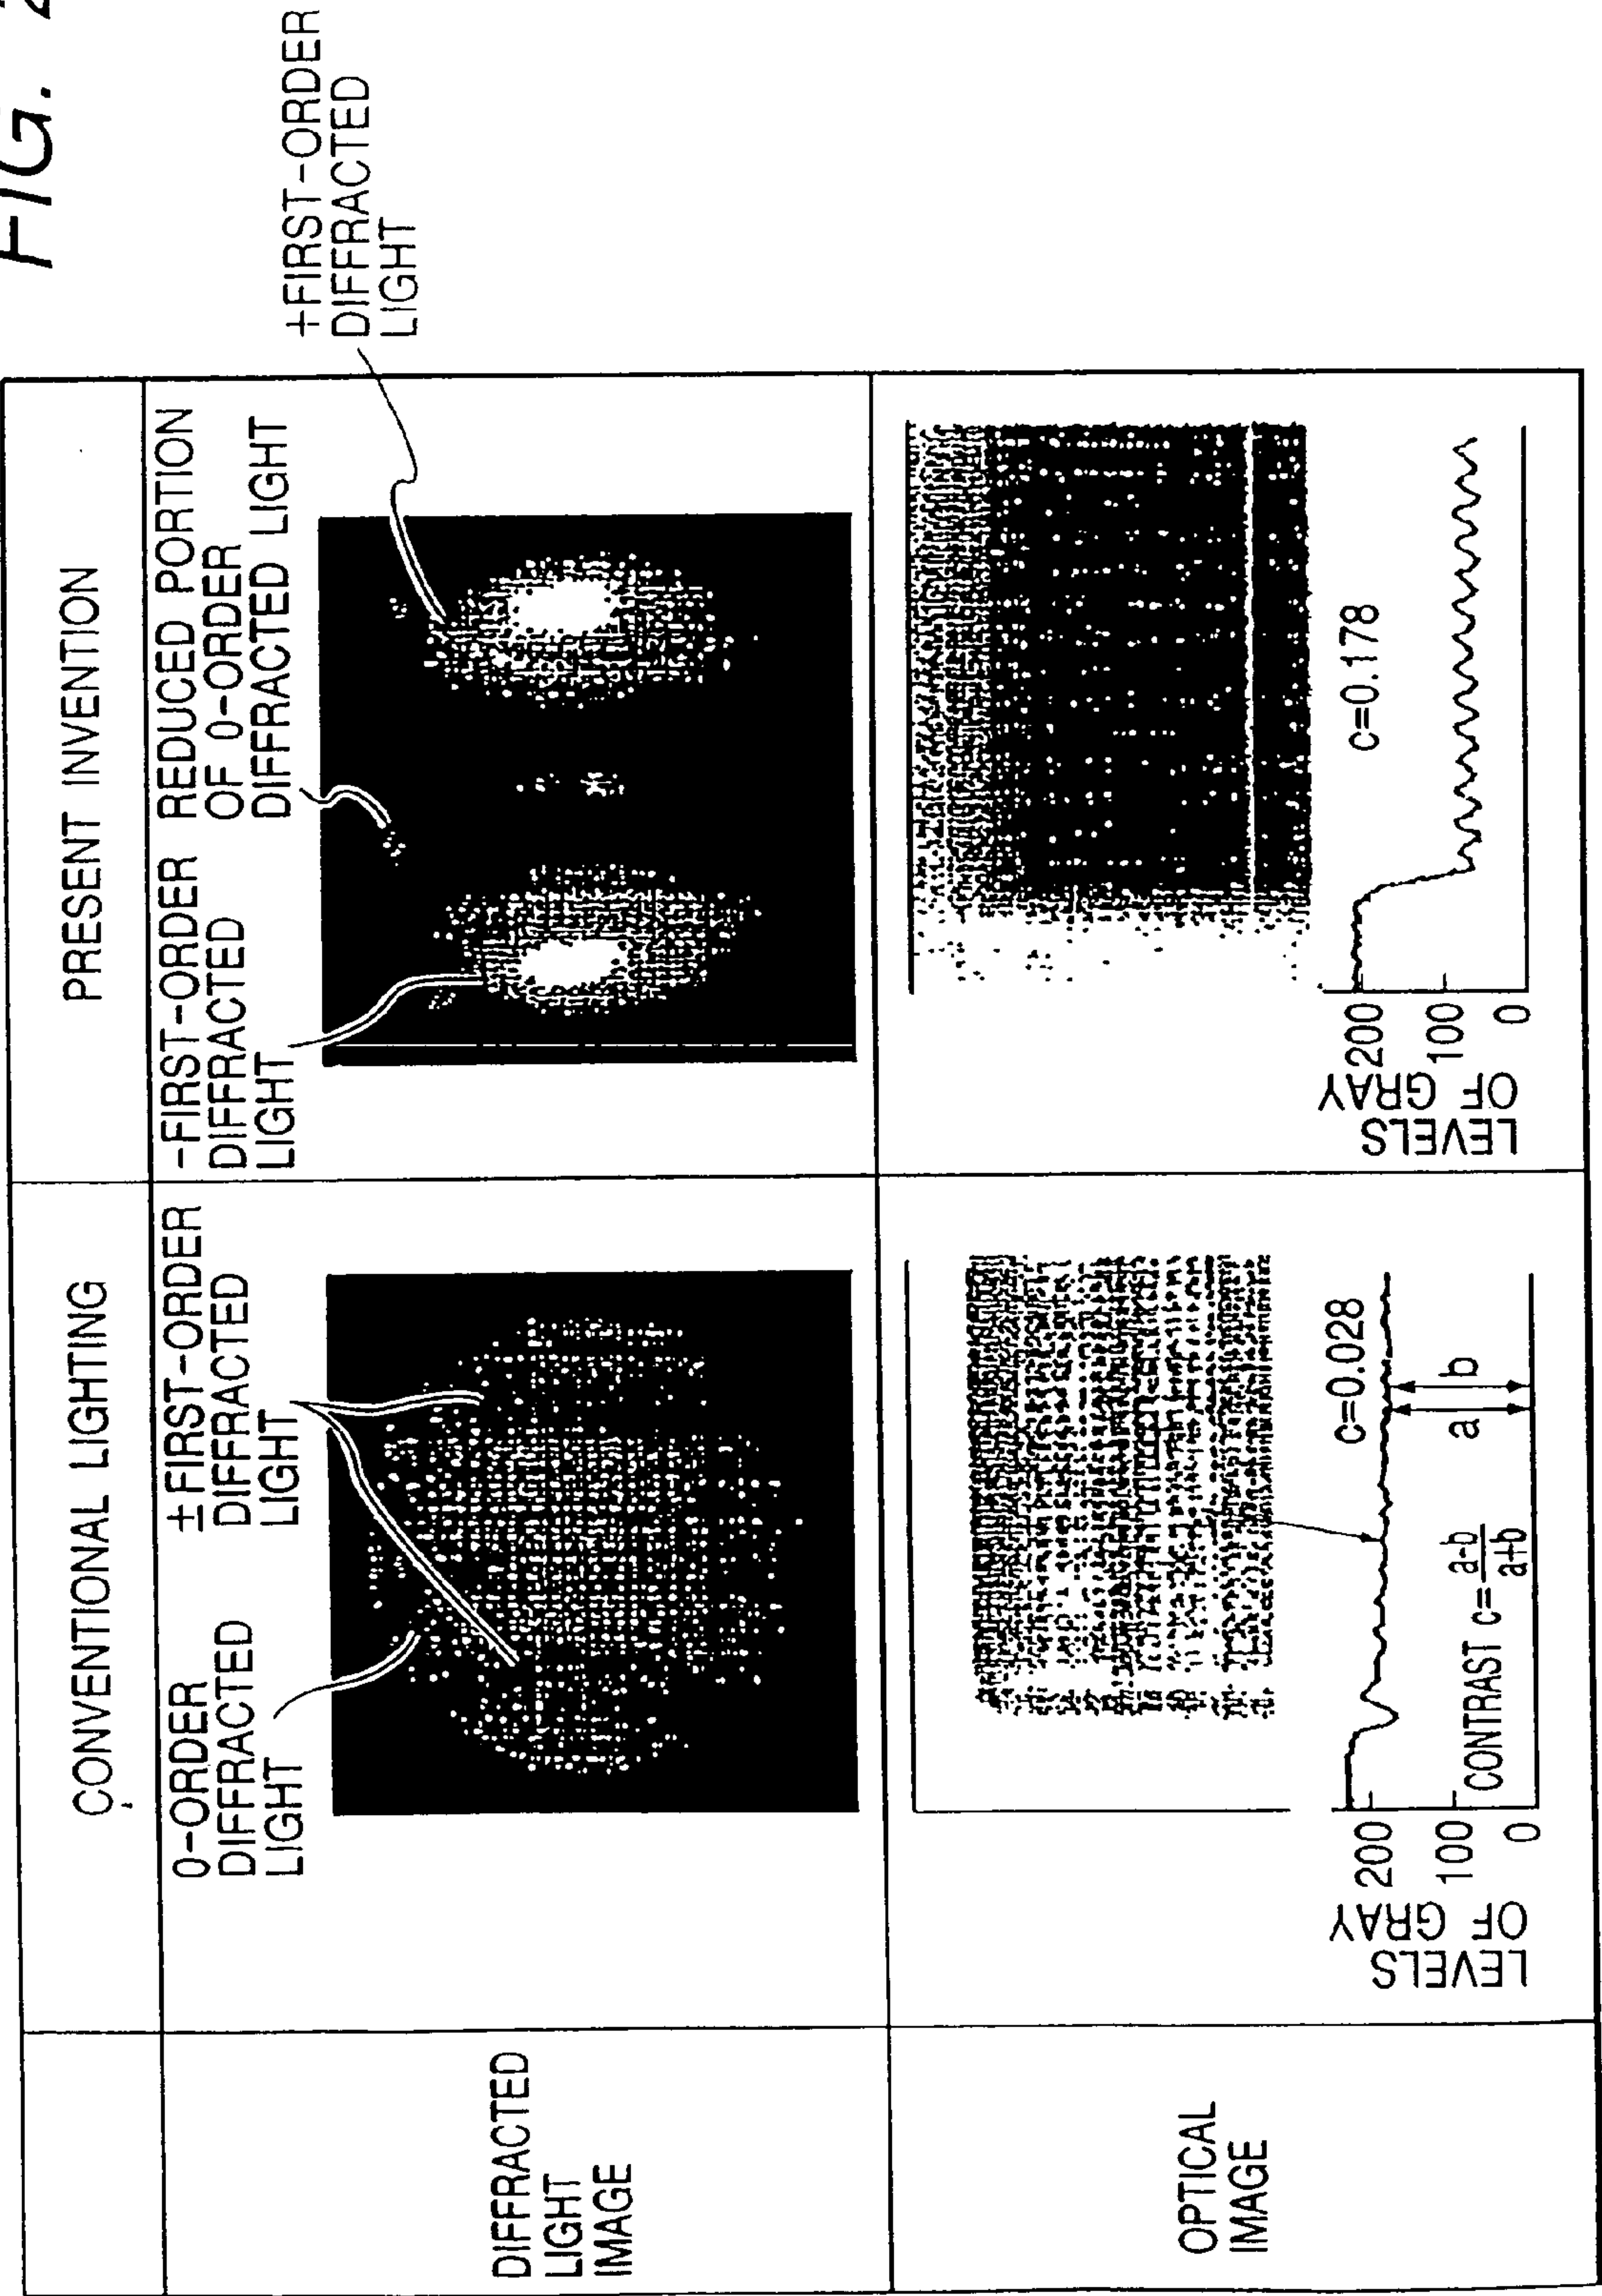 FIG. 2
CONVENTIONAL LIGHTING
PRESENT INVENTION
DIFFRACTED
LIGHT
IMAGE
0-ORDER
DIFFRACTED
LIGHT
±FIRST-ORDER
DIFFRACTED
LIGHT
-FIRST-ORDER
DIFFRACTED
LIGHT
REDUCED PORTION
OF 0-ORDER
DIFFRACTED LIGHT
+FIRST-ORDER
DIFFRACTED
LIGHT
OPTICAL
IMAGE
LEVELS
OF GRAY
200
100
0
CONTRAST c=a-b/a+b
c=0.028
a
b
LEVELS
OF GRAY
200
100
0
c=0.178